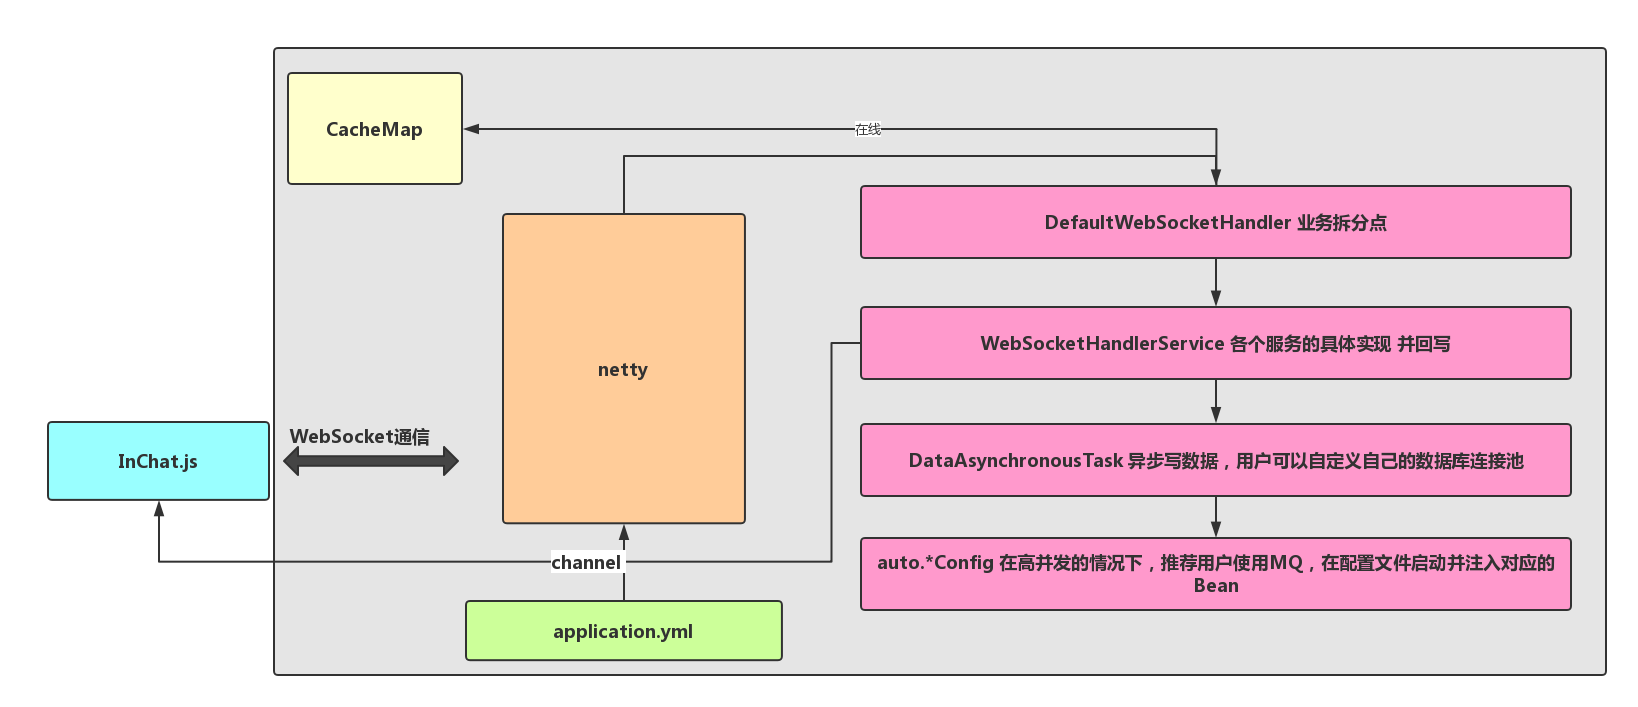 CacheMap
在线
DefaultWebSocketHandler 业务拆分点
WebSocketHandlerService 各个服务的具体实现 并回写
netty
WebSocket通信
InChat.js
DataAsynchronousTask 异步写数据，用户可以自定义自己的数据库连接池
channel
auto.*Config 在高并发的情况下，推荐用户使用MQ，在配置文件启动并注入对应的
Bean
application.yml